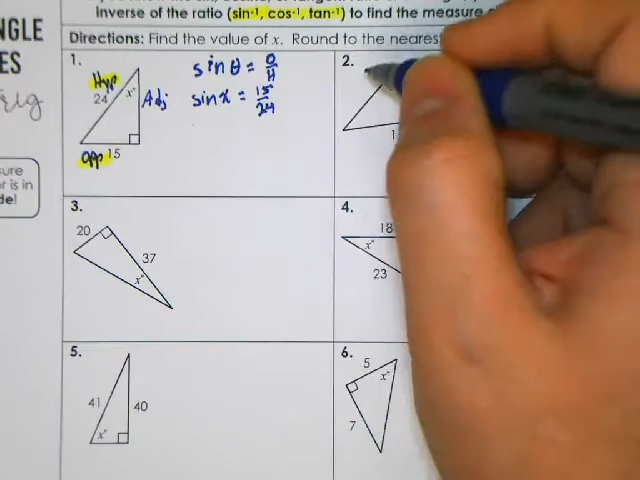 inverse of the ratio (sin⁻¹, cos⁻¹, tan⁻¹) to find the measure
NGLE
ES
Directions: Find the value of x. Round to the nearest
1.
Hyp
24
x°
Adj
Opp 15
sin θ = O/H
sin x = 15/24
2.
1
sure
or is in
de!
3.
20
37
x°
4.
18
x°
23
5.
41
40
x°
6.
5
x°
7